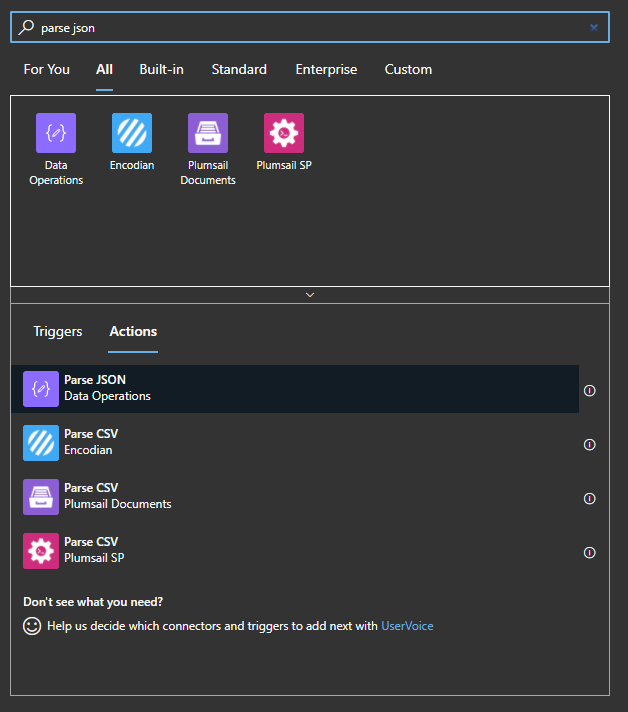 parse json
For You All Built-in Standard Enterprise Custom
Data Operations
Encodian
Plumsail Documents
Plumsail SP
Triggers Actions
Parse JSON
Data Operations
Parse CSV
Encodian
Parse CSV
Plumsail Documents
Parse CSV
Plumsail SP
Don't see what you need?
Help us decide which connectors and triggers to add next with UserVoice